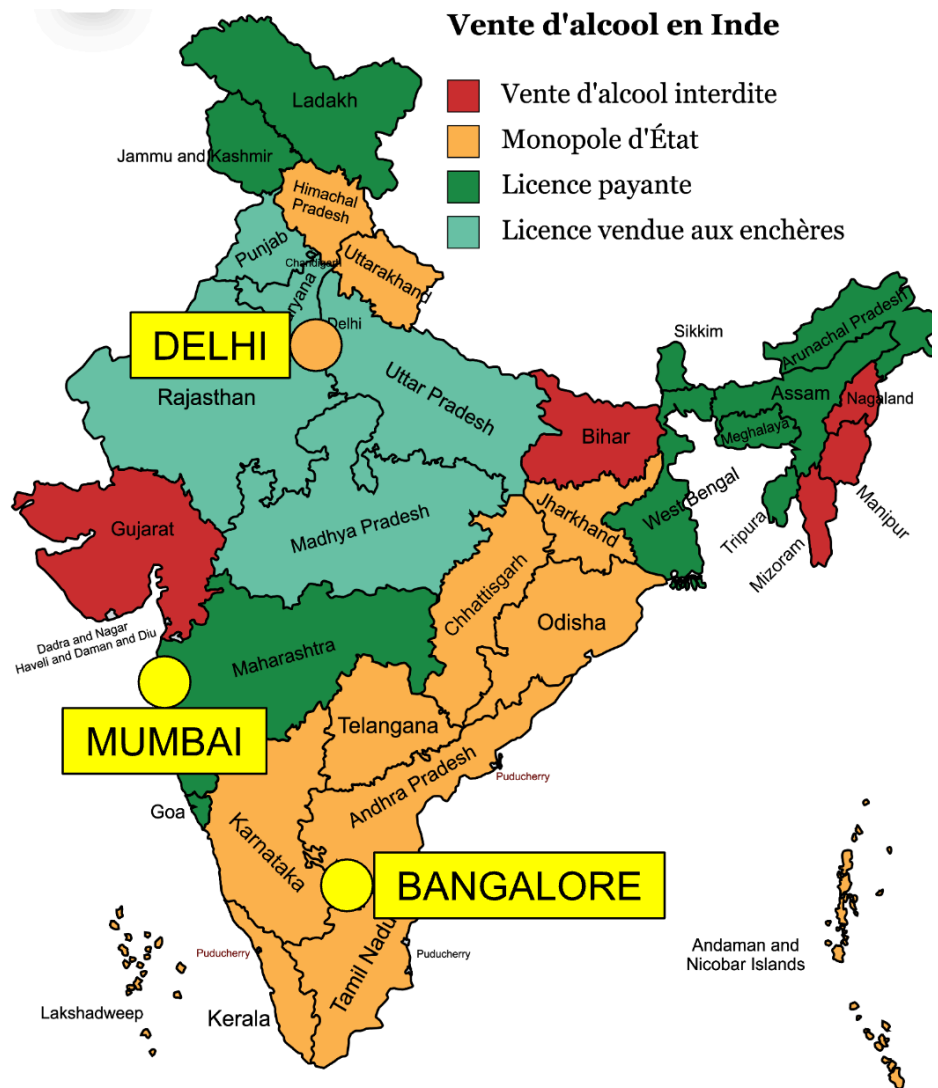 Vente d'alcool en Inde
Vente d'alcool interdite
Monopole d'État
Licence payante
Licence vendue aux enchères
Ladakh
Jammu and Kashmir
Himachal
Pradesh
Punjab
Chandigarh
Uttarakhand
ryana
Delhi
DELHI
Rajasthan
Uttar Pradesh
Sikkim
Arunachal Pradesh
Assam
Nagaland
Meghalaya
Bihar
Manipur
Tripura
Mizoram
West Bengal
Jharkhand
Gujarat
Madhya Pradesh
Chhattisgarh
Odisha
Dadra and Nagar
Haveli and Daman and Diu
Maharashtra
MUMBAI
Telangana
Andhra Pradesh
Puducherry
Goa
Karnataka
BANGALORE
Puducherry
Tamil Nadu
Puducherry
Andaman and
Nicobar Islands
Lakshadweep
Kerala